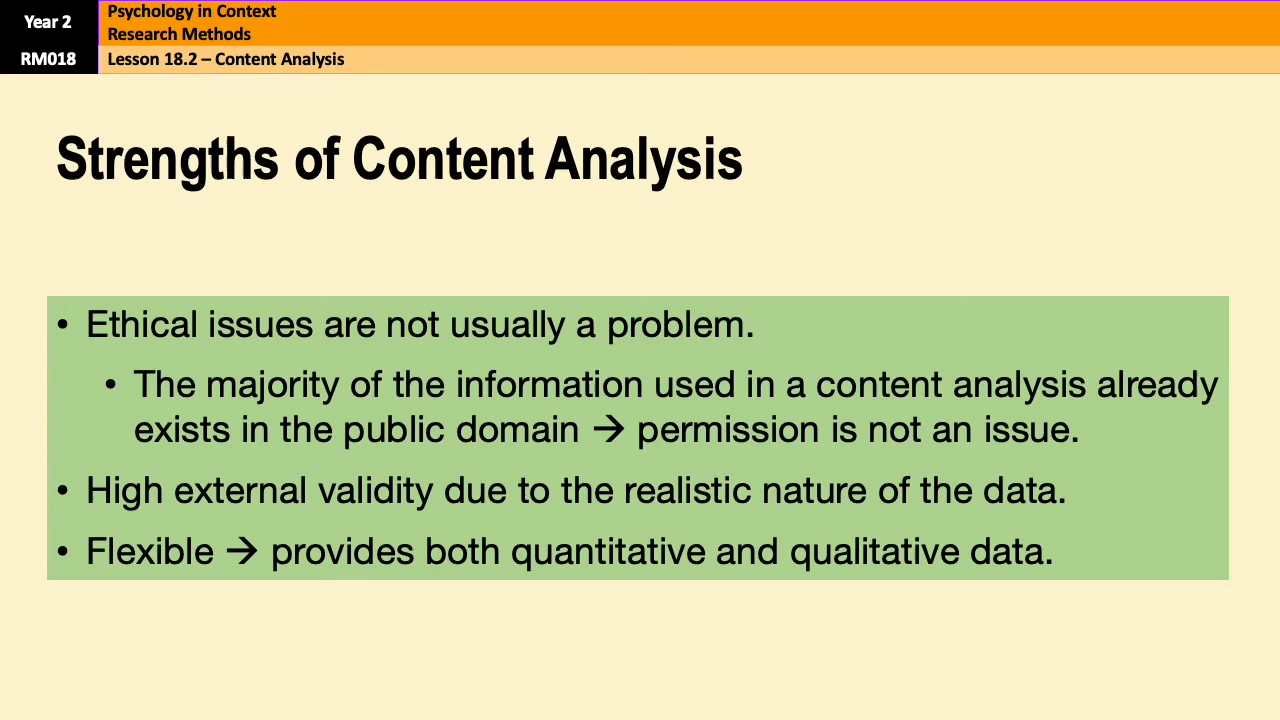 Year 2
Psychology in Context
Research Methods
RM018
Lesson 18.2 – Content Analysis
Strengths of Content Analysis
• Ethical issues are not usually a problem.
• The majority of the information used in a content analysis already
exists in the public domain → permission is not an issue.
• High external validity due to the realistic nature of the data.
• Flexible → provides both quantitative and qualitative data.